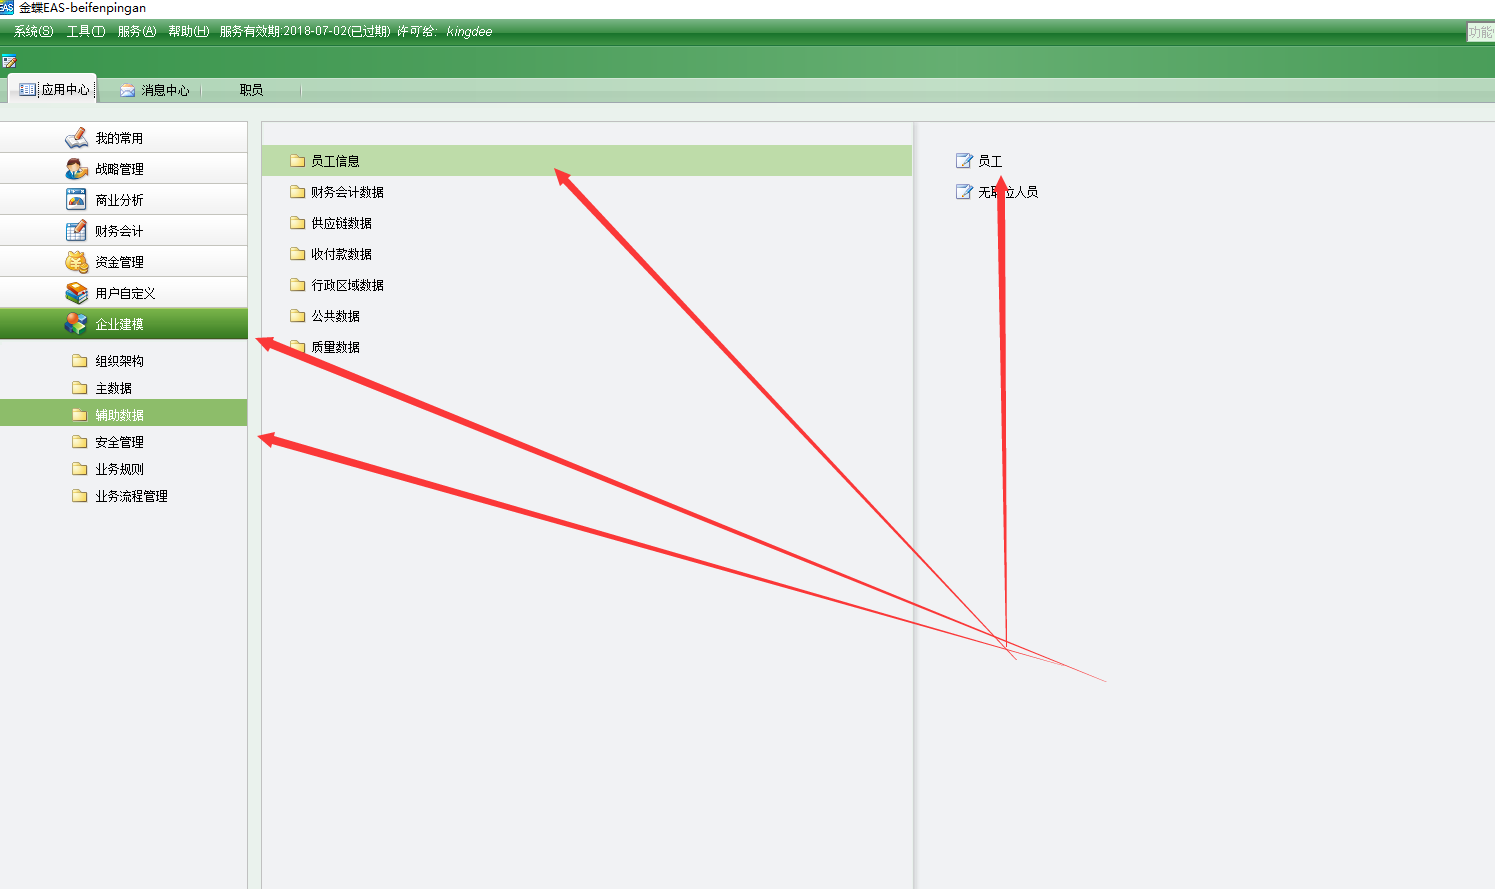 EAS 金蝶EAS-beifenpingan
系统(S) 工具(T) 服务(A) 帮助(H) 服务有效期:2018-07-02(已过期) 许可给: kingdee
功能
应用中心 消息中心 职员
我的常用
战略管理
商业分析
财务会计
资金管理
用户自定义
企业建模
组织架构
主数据
辅助数据
安全管理
业务规则
业务流程管理
员工信息
财务会计数据
供应链数据
收付款数据
行政区域数据
公共数据
质量数据
员工
无职位人员